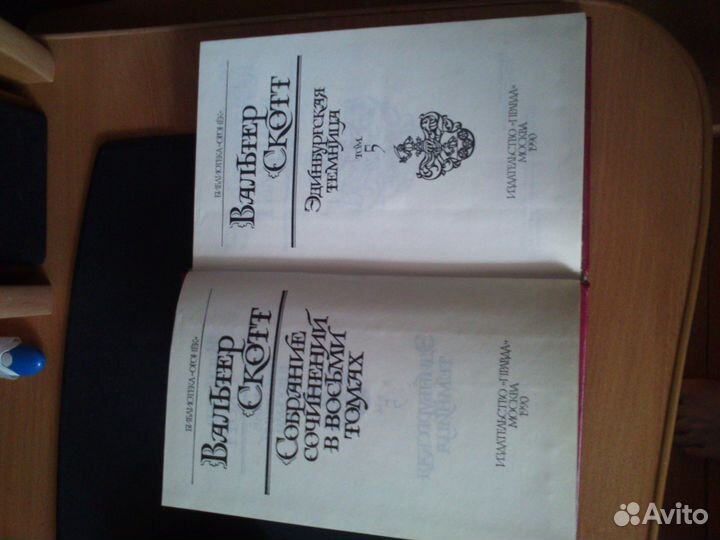 БИБЛИОТЕКА «ОГОНЁК»
ВАЛЬТЕР
СКОТТ
СОБРАНИЕ
СОЧИНЕНИЙ
В ВОСЬМИ
ТОМАХ
ИЗДАТЕЛЬСТВО «ПРАВДА»
МОСКВА
1990
БИБЛИОТЕКА «ОГОНЁК»
ВАЛЬТЕР
СКОТТ
ЭДИНБУРГСКАЯ
ТЕМНИЦА
ТОМ
5
ИЗДАТЕЛЬСТВО «ПРАВДА»
МОСКВА
1990
Avito